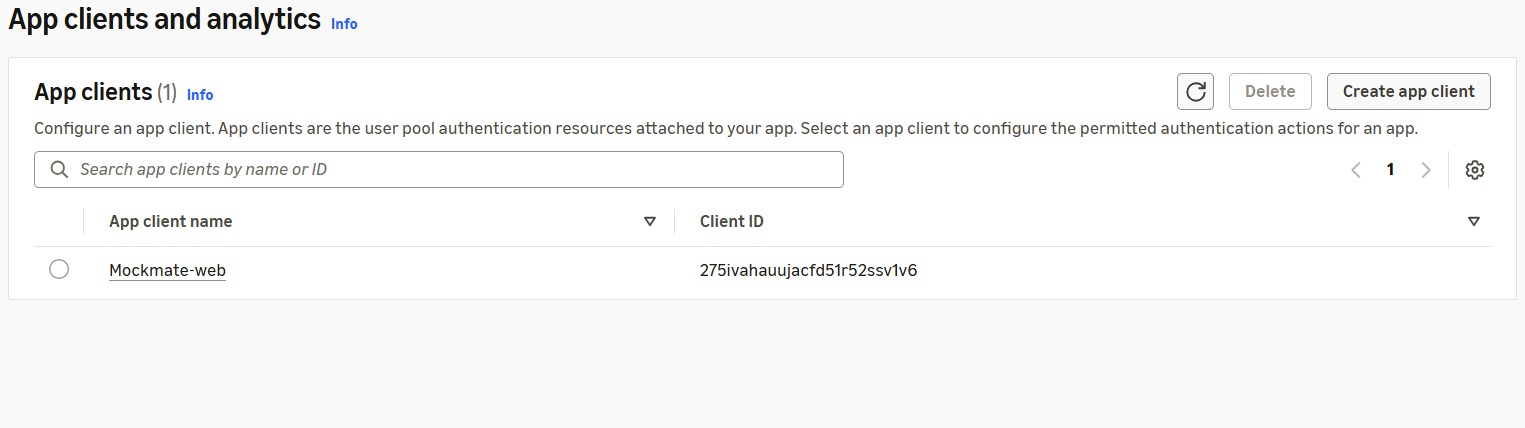 App clients and analytics Info
App clients (1) Info
Delete
Create app client
Configure an app client. App clients are the user pool authentication resources attached to your app. Select an app client to configure the permitted authentication actions for an app.
Search app clients by name or ID
1
App client name
Client ID
Mockmate-web
275ivahauujacfd51r52ssv1v6